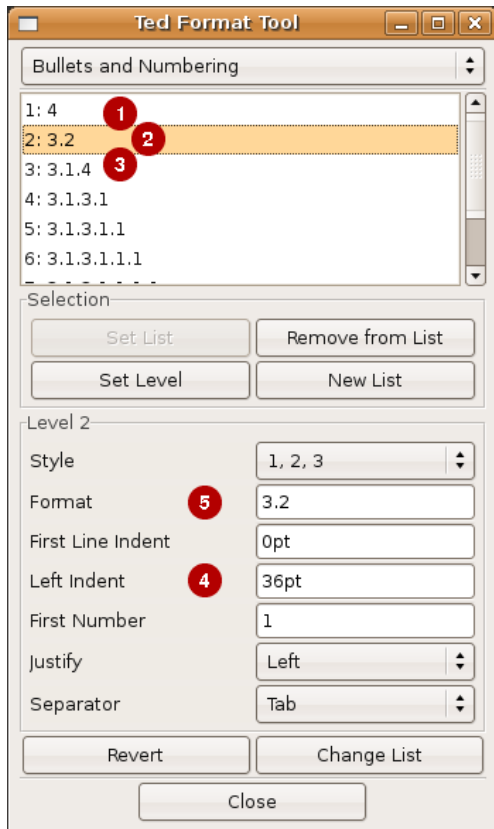 Ted Format Tool
Bullets and Numbering
1: 4 1
2: 3.2 2
3: 3.1.4 3
4: 3.1.3.1
5: 3.1.3.1.1
6: 3.1.3.1.1.1
Selection
Set List Remove from List
Set Level New List
Level 2
Style 1, 2, 3
Format 5 3.2
First Line Indent 0pt
Left Indent 4 36pt
First Number 1
Justify Left
Separator Tab
Revert Change List
Close